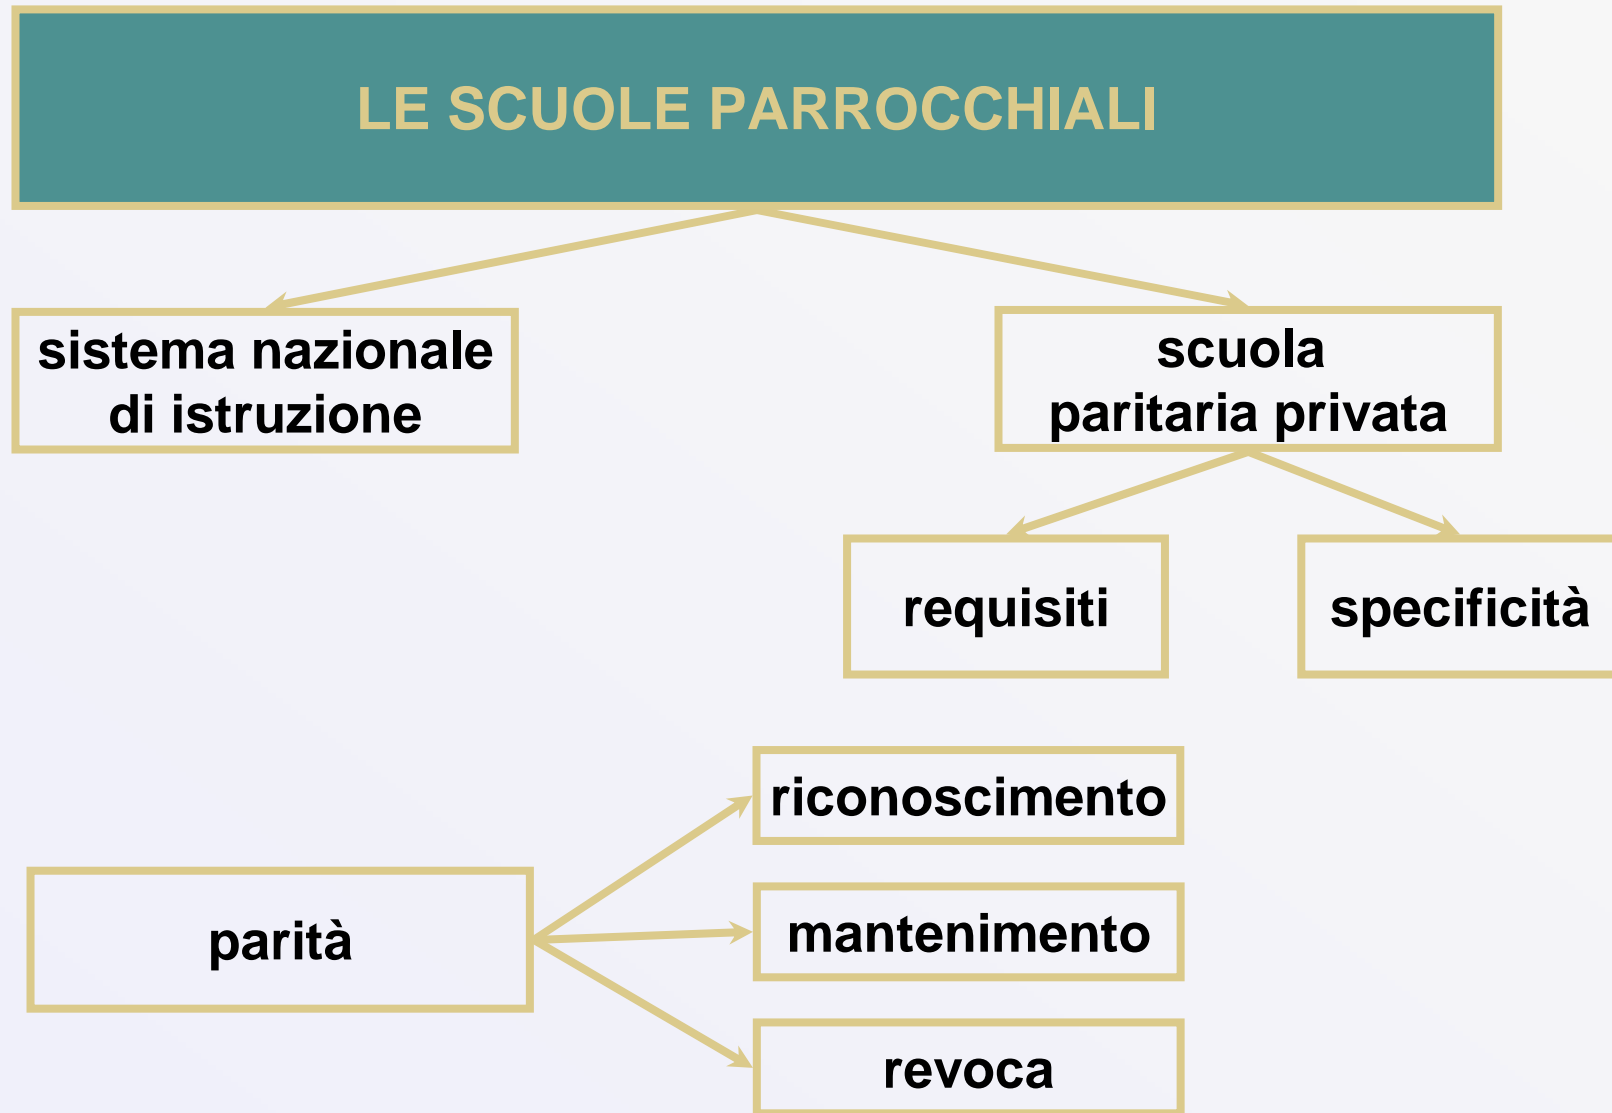 LE SCUOLE PARROCCHIALI
sistema nazionale
di istruzione
scuola
paritaria privata
requisiti
specificità
riconoscimento
parità
mantenimento
revoca